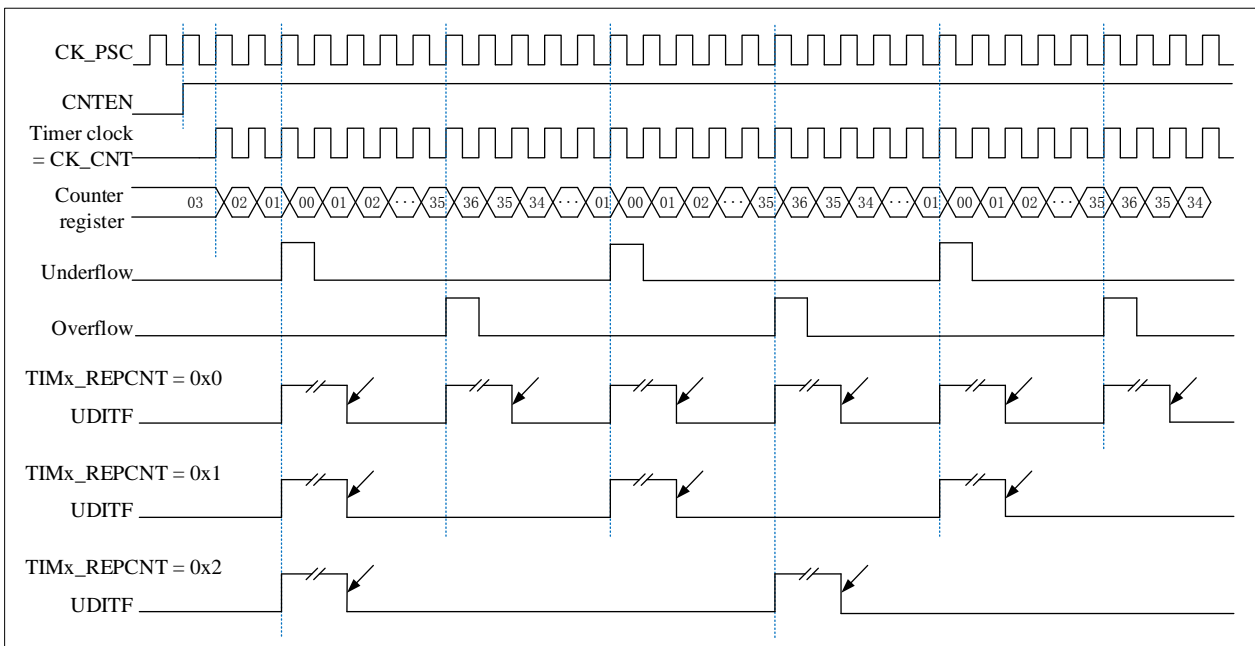 CK_PSC
CNTEN
Timer clock
= CK_CNT
Counter
register
03 02 01 00 01 02 ··· 35 36 35 34 ··· 01 00 01 02 ··· 35 36 35 34 ··· 01 00 01 02 ··· 35 36 35 34
Underflow
Overflow
TIMx_REPCNT = 0x0
UDITF
TIMx_REPCNT = 0x1
UDITF
TIMx_REPCNT = 0x2
UDITF